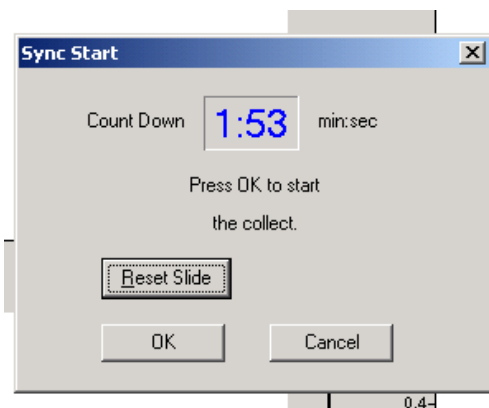 Sync Start
Count Down 1:53 min:sec
Press OK to start
the collect.
Reset Slide
OK Cancel
0.4